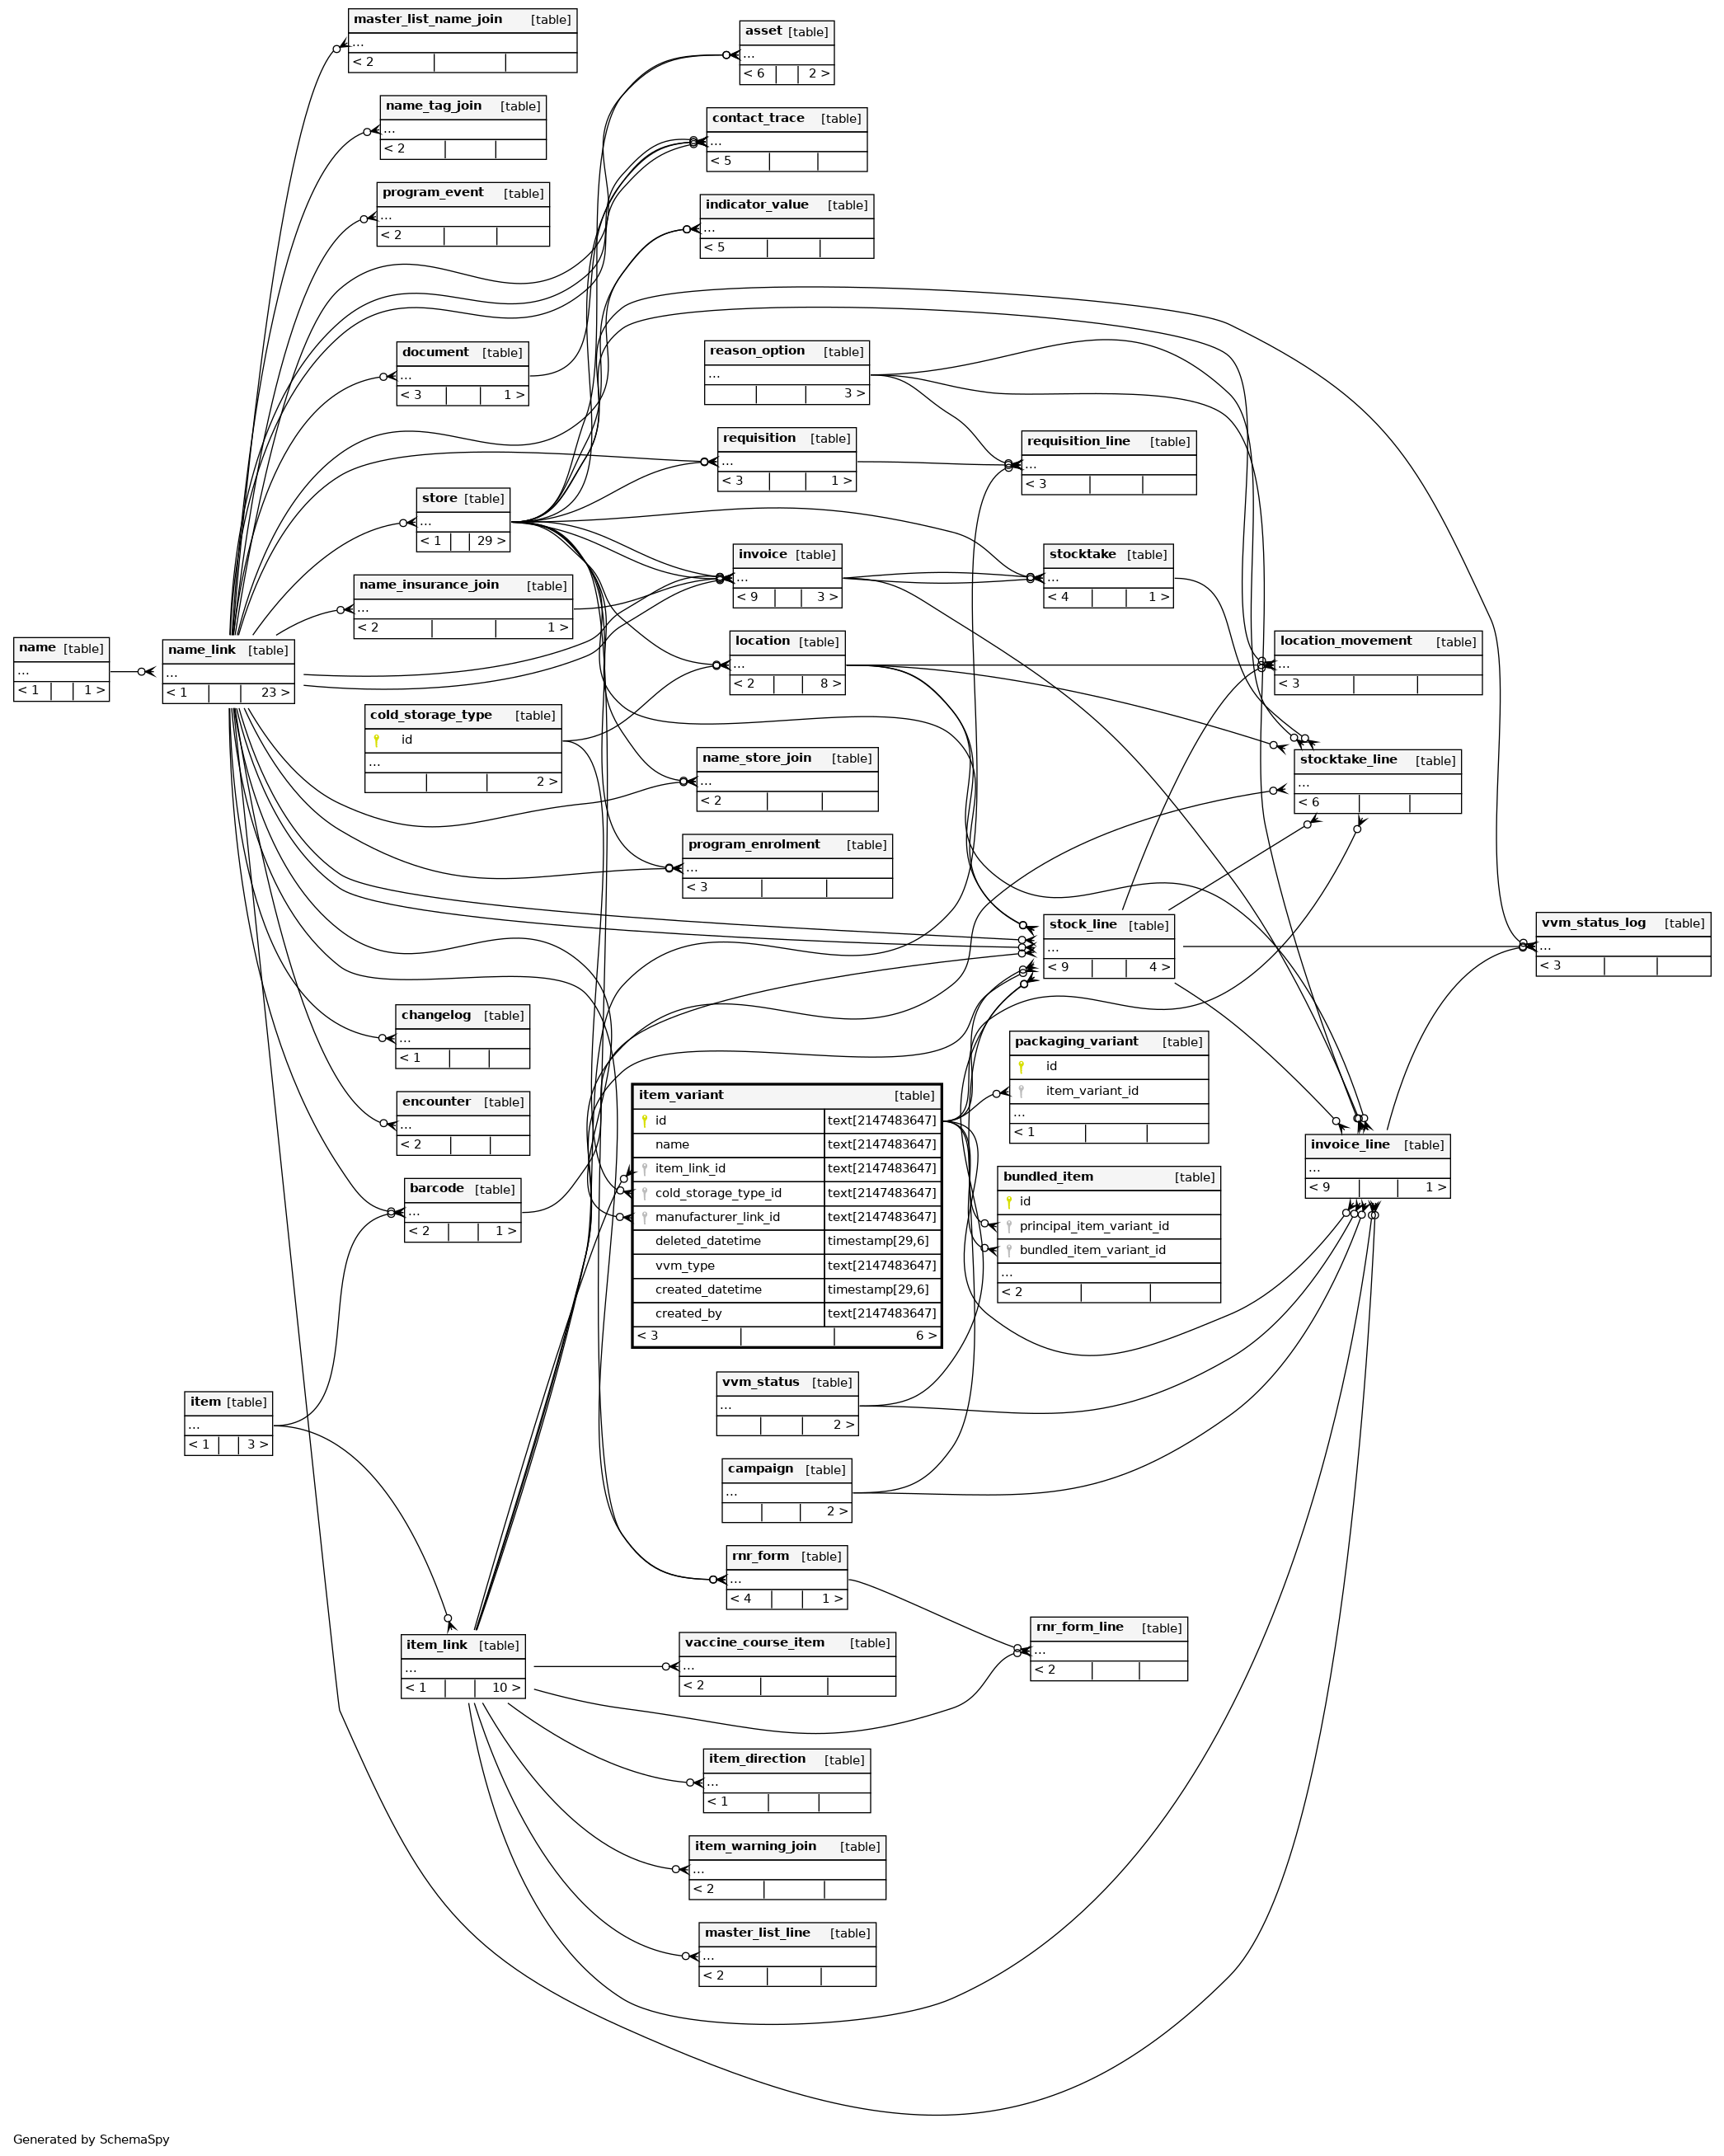 master_list_name_join [table]
...
< 2
name_tag_join [table]
...
< 2
program_event [table]
...
< 2
document [table]
...
< 3 1 >
store [table]
...
< 1 29 >
name_insurance_join [table]
...
< 2 1 >
name [table]
...
< 1 1 >
name_link [table]
...
< 1 23 >
cold_storage_type [table]
id
...
2 >
changelog [table]
...
< 1
encounter [table]
...
< 2
barcode [table]
...
< 2 1 >
item [table]
...
< 1 3 >
item_link [table]
...
< 1 10 >
asset [table]
...
< 6 2 >
contact_trace [table]
...
< 5
indicator_value [table]
...
< 5
reason_option [table]
...
3 >
requisition [table]
...
< 3 1 >
invoice [table]
...
< 9 3 >
location [table]
...
< 2 8 >
name_store_join [table]
...
< 2
program_enrolment [table]
...
< 3
item_variant [table]
id text[2147483647]
name text[2147483647]
item_link_id text[2147483647]
cold_storage_type_id text[2147483647]
manufacturer_link_id text[2147483647]
deleted_datetime timestamp[29,6]
vvm_type text[2147483647]
created_datetime timestamp[29,6]
created_by text[2147483647]
< 3 6 >
vvm_status [table]
...
2 >
campaign [table]
...
2 >
rnr_form [table]
...
< 4 1 >
vaccine_course_item [table]
...
< 2
item_direction [table]
...
< 1
item_warning_join [table]
...
< 2
master_list_line [table]
...
< 2
requisition_line [table]
...
< 3
stocktake [table]
...
< 4 1 >
stock_line [table]
...
< 9 4 >
packaging_variant [table]
id
item_variant_id
...
< 1
bundled_item [table]
id
principal_item_variant_id
bundled_item_variant_id
...
< 2
rnr_form_line [table]
...
< 2
location_movement [table]
...
< 3
stocktake_line [table]
...
< 6
invoice_line [table]
...
< 9 1 >
vvm_status_log [table]
...
< 3
Generated by SchemaSpy